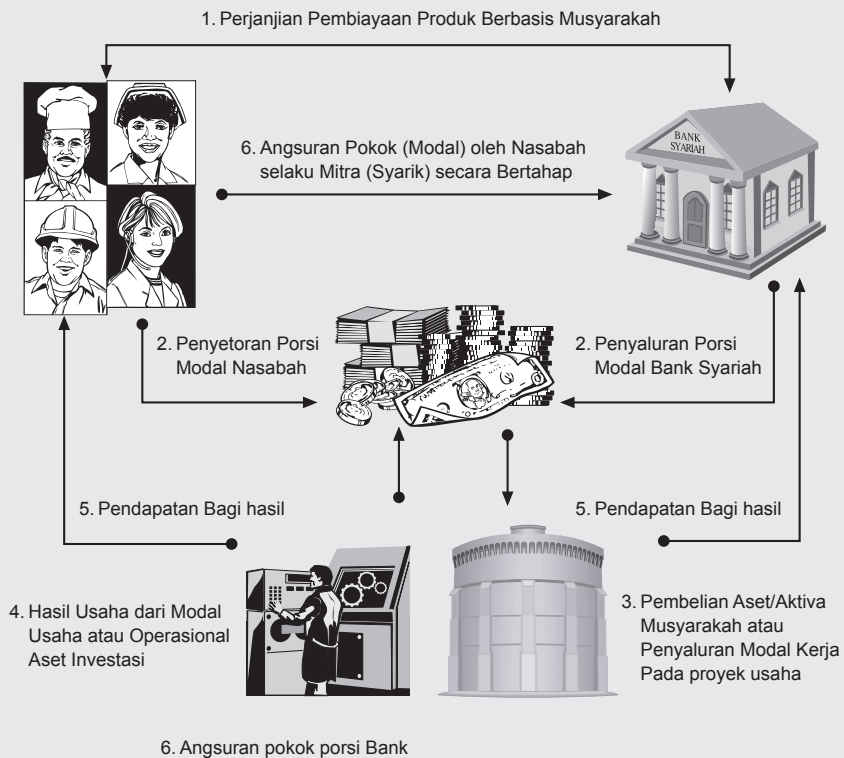 1. Perjanjian Pembiayaan Produk Berbasis Musyarakah
BANK
SYARIAH
6. Angsuran Pokok (Modal) oleh Nasabah
selaku Mitra (Syarik) secara Bertahap
2. Penyetoran Porsi
Modal Nasabah
2. Penyaluran Porsi
Modal Bank Syariah
5. Pendapatan Bagi hasil
5. Pendapatan Bagi hasil
4. Hasil Usaha dari Modal
Usaha atau Operasional
Aset Investasi
3. Pembelian Aset/Aktiva
Musyarakah atau
Penyaluran Modal Kerja
Pada proyek usaha
6. Angsuran pokok porsi Bank